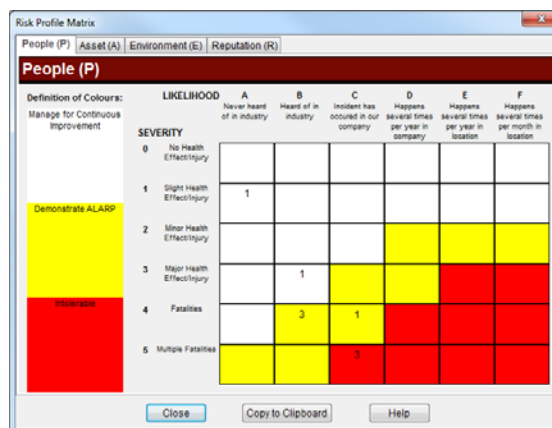 Risk Profile Matrix
People (P) Asset (A) Environment (E) Reputation (R)
People (P)
Definition of Colours:
Manage for Continuous
Improvement
Demonstrate ALARP
Intolerable
LIKELIHOOD A B C D E F
Never heard of in industry
Heard of in industry
Incident has occured in our company
Happens several times per year in company
Happens several times per year in location
Happens several times per month in location
SEVERITY
0 No Health Effect/Injury
1 Slight Health Effect/Injury 1
2 Minor Health Effect/Injury
3 Major Health Effect/Injury 1
4 Fatalities 3 1
5 Multiple Fatalities 3
Close Copy to Clipboard Help